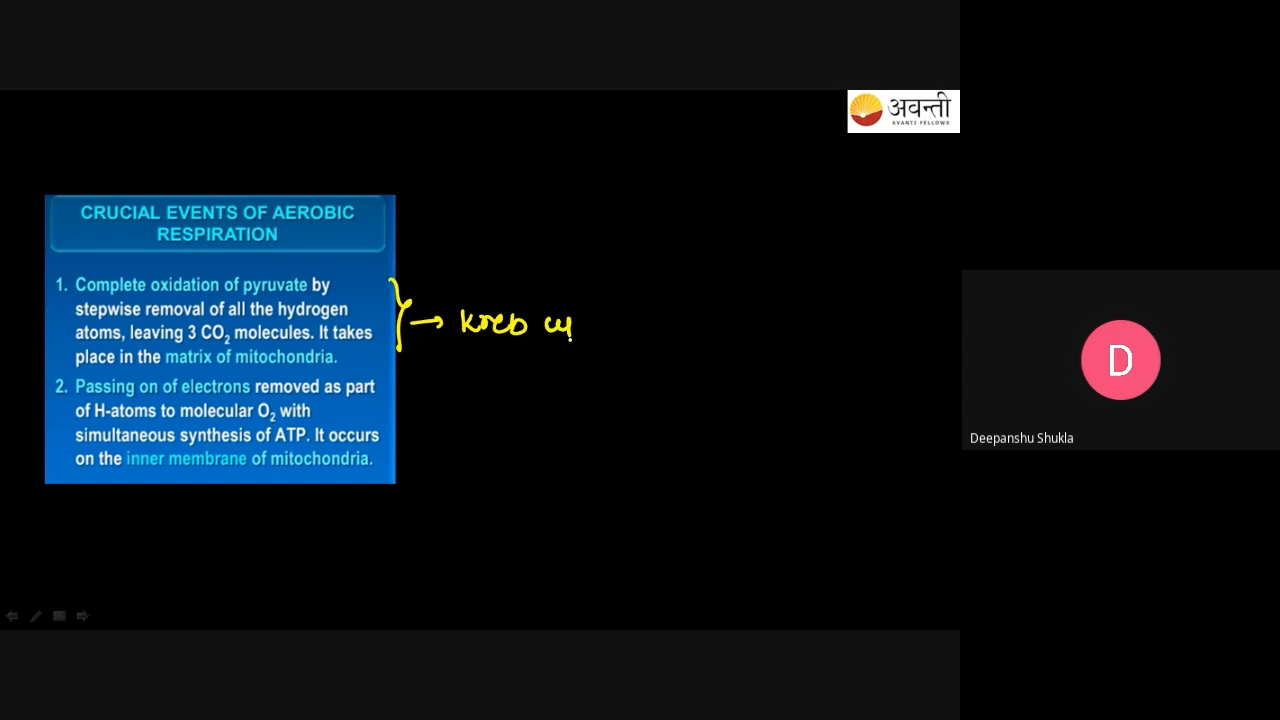 अवन्ती
AVANTI FELLOWS
CRUCIAL EVENTS OF AEROBIC
RESPIRATION
1. Complete oxidation of pyruvate by
stepwise removal of all the hydrogen
atoms, leaving 3 CO₂ molecules. It takes
place in the matrix of mitochondria.
→ Kreb
2. Passing on of electrons removed as part
of H-atoms to molecular O₂ with
simultaneous synthesis of ATP. It occurs
on the inner membrane of mitochondria.
D
Deepanshu Shukla